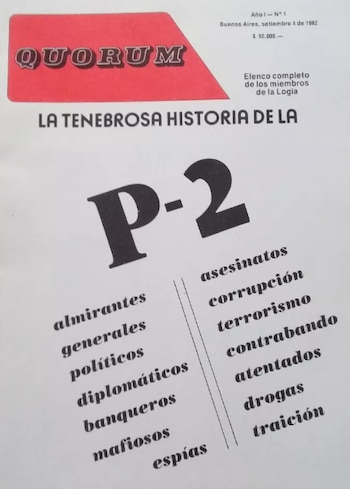 Año I — Nº 1
Buenos Aires, setiembre 6 de 1982
$ 50.000.—
QUORUM
Elenco completo
de los miembros
de la Logia
LA TENEBROSA HISTORIA DE LA
P-2
almirantes
generales
políticos
diplomáticos
banqueros
mafiosos
espías
asesinatos
corrupción
terrorismo
contrabando
atentados
drogas
traición